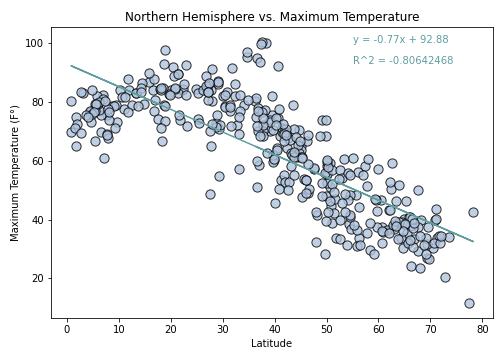 Northern Hemisphere vs. Maximum Temperature
y = -0.77x + 92.88
R^2 = -0.80642468
Maximum Temperature (F°)
100
80
60
40
20
0 10 20 30 40 50 60 70 80
Latitude